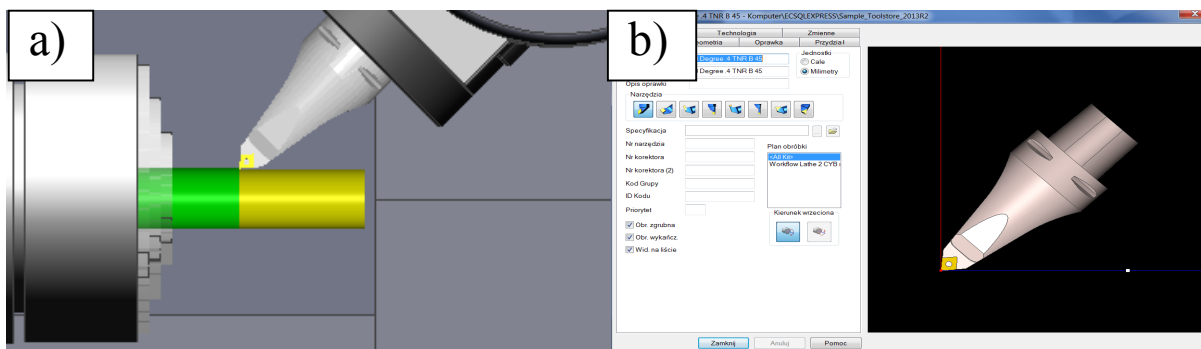 a)
b)
.4 TNR B 45 - Komputer\ECSQLEXPRESS\Sample_Toolstore_2013R2
Technologia Zmienne
Oprawka Przydział
Degree .4 TNR B 45
Degree .4 TNR B 45
Jednostki
Cale
Milimetry
Opis oprawki
Narzędzia
Specyfikacja
...
Nr narzędzia
Plan obróbki
Nr korektora
<All Kit>
Workflow Lathe 2 CYB
Nr korektora (2)
Kod Grupy
ID Kodu
Priorytet
Kierunek wrzeciona
Obr. zgrubna
Obr. wykańcz.
Wid. na liście
Zamknij Anuluj Pomoc